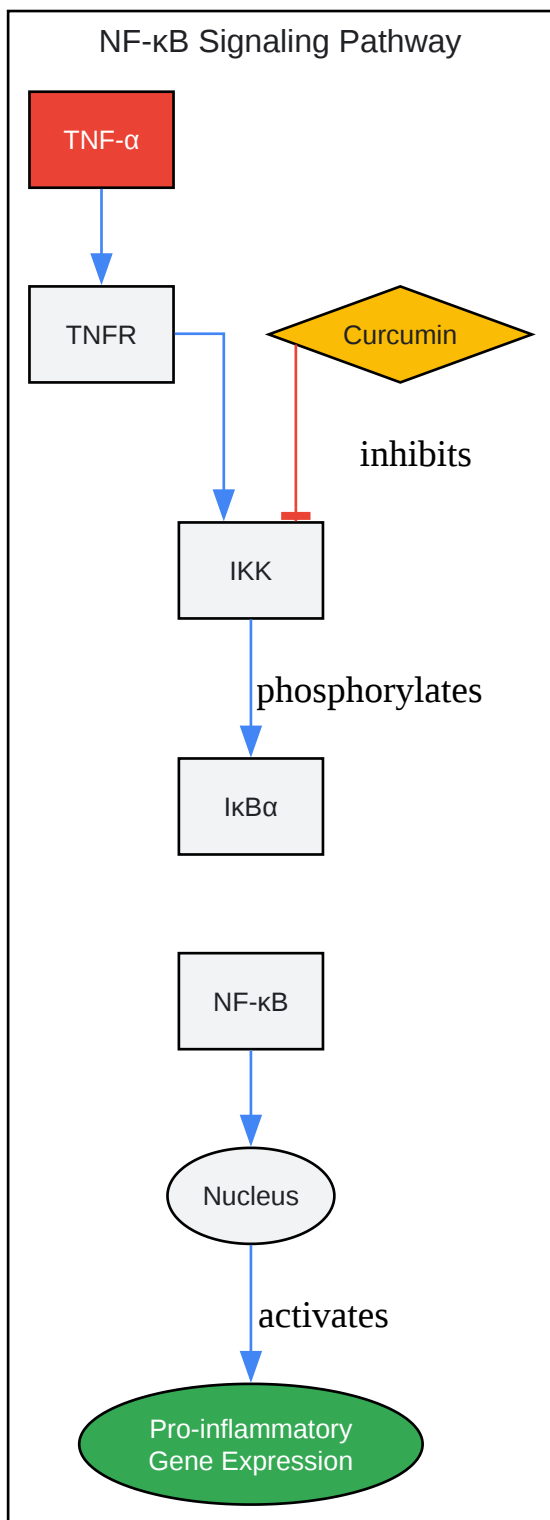 NF-κB Signaling Pathway
TNF-α
TNFR
Curcumin
inhibits
IKK
phosphorylates
IκBα
NF-κB
Nucleus
activates
Pro-inflammatory
Gene Expression